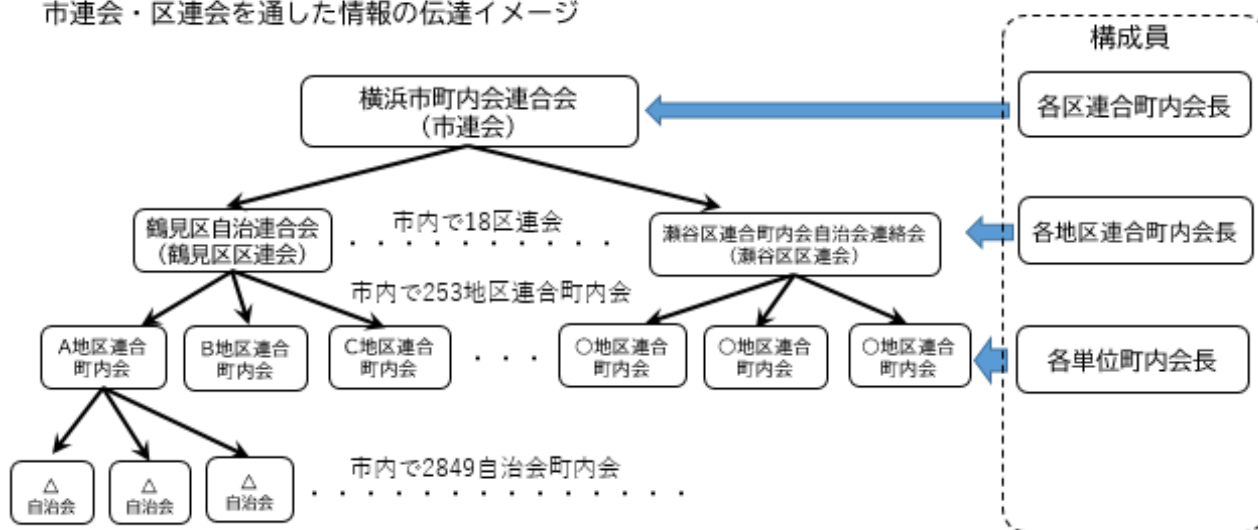 市連会・区連会を通した情報の伝達イメージ
構成員
横浜市町内会連合会
（市連会）
各区連合町内会長
鶴見区自治連合会
（鶴見区区連会）
市内で18区連会
瀬谷区連合町内会自治会連絡会
（瀬谷区区連会）
各地区連合町内会長
市内で253地区連合町内会
A地区連合
町内会
B地区連合
町内会
C地区連合
町内会
○地区連合
町内会
○地区連合
町内会
○地区連合
町内会
各単位町内会長
△
自治会
△
自治会
△
自治会
市内で2849自治会町内会